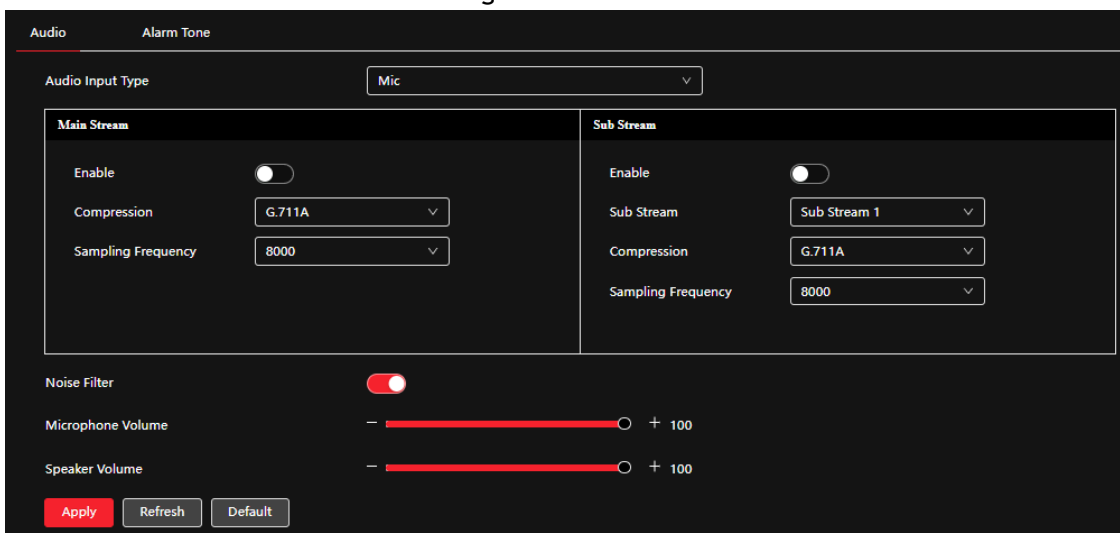 Audio Alarm Tone
Audio Input Type Mic
Main Stream Sub Stream
Enable Enable
Compression G.711A Sub Stream Sub Stream 1
Sampling Frequency 8000 Compression G.711A
Sampling Frequency 8000
Noise Filter
Microphone Volume − + 100
Speaker Volume − + 100
Apply Refresh Default